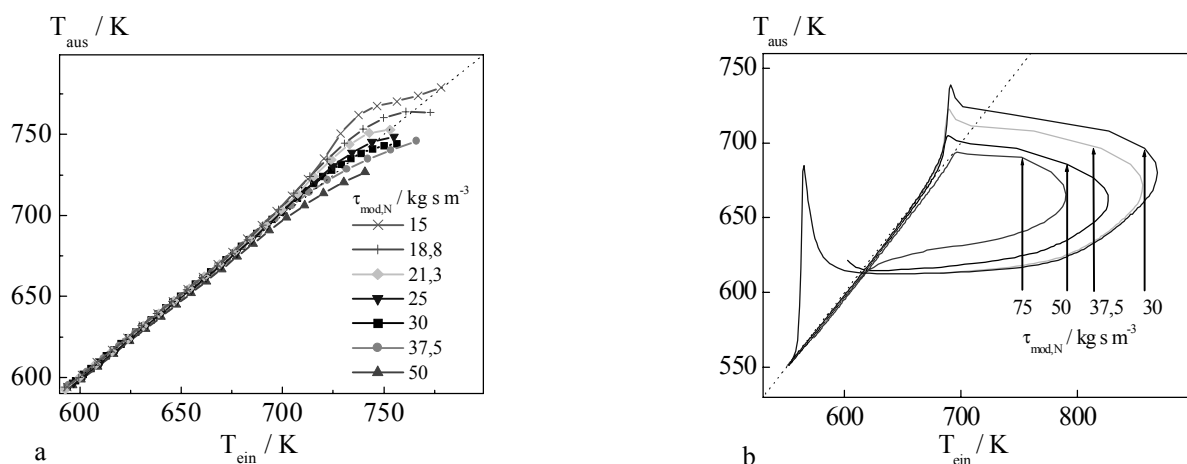 T_aus / K
750
700
650
600
600
650
700
750
T_ein / K
τ_mod,N / kg s m⁻³
15
18,8
21,3
25
30
37,5
50
a
T_aus / K
750
700
650
600
550
600
700
800
T_ein / K
75 50 37,5 30
τ_mod,N / kg s m⁻³
b